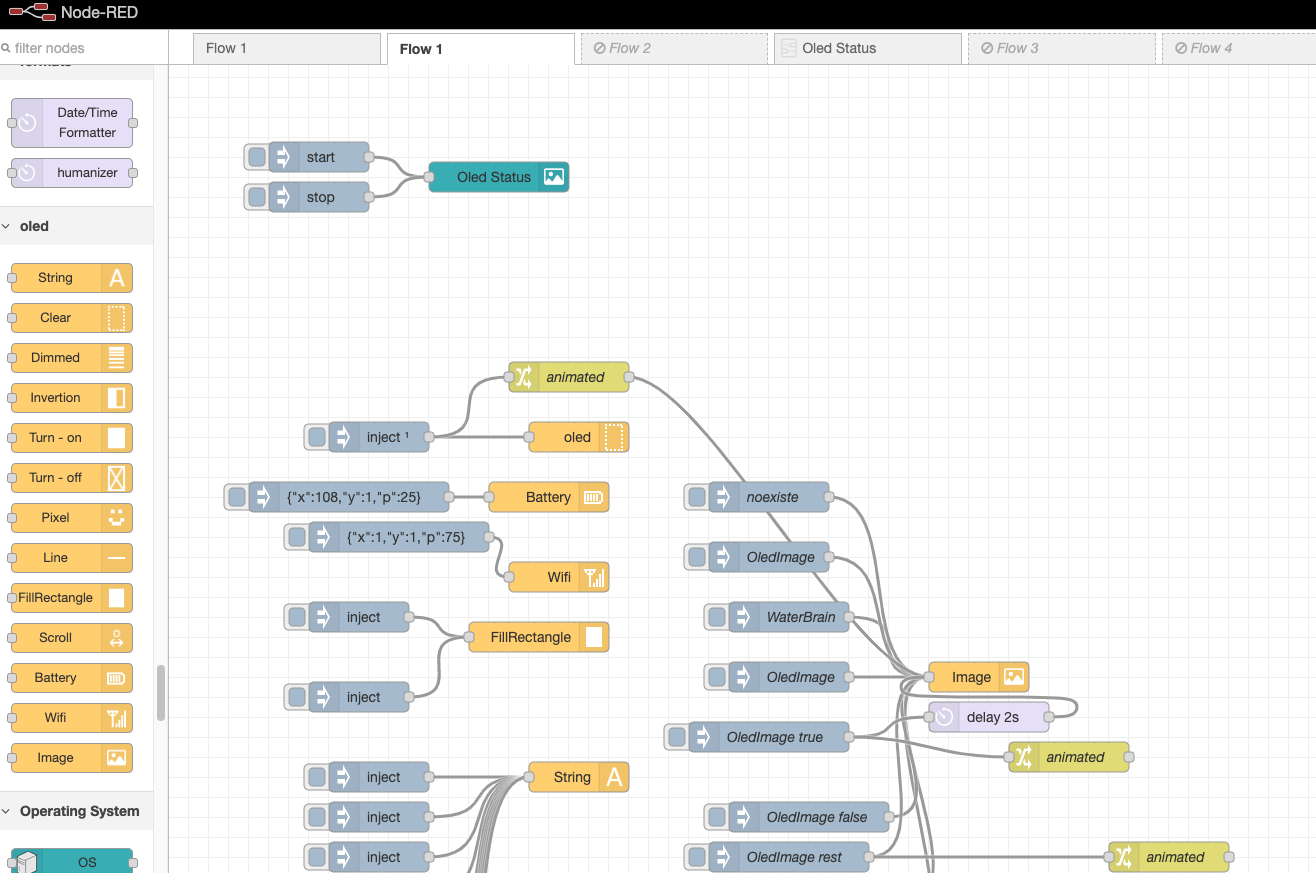 Node-RED
filter nodes
Flow 1
Flow 1
Flow 2
Oled Status
Flow 3
Flow 4
formats
Date/Time
Formatter
humanizer
oled
String
Clear
Dimmed
Invertion
Turn - on
Turn - off
Pixel
Line
FillRectangle
Scroll
Battery
Wifi
Image
Operating System
OS
start
stop
Oled Status
animated
inject ¹
oled
{"x":108,"y":1,"p":25}
Battery
{"x":1,"y":1,"p":75}
Wifi
inject
FillRectangle
inject
inject
String
inject
inject
noexiste
OledImage
WaterBrain
OledImage
Image
delay 2s
OledImage true
animated
OledImage false
OledImage rest
animated